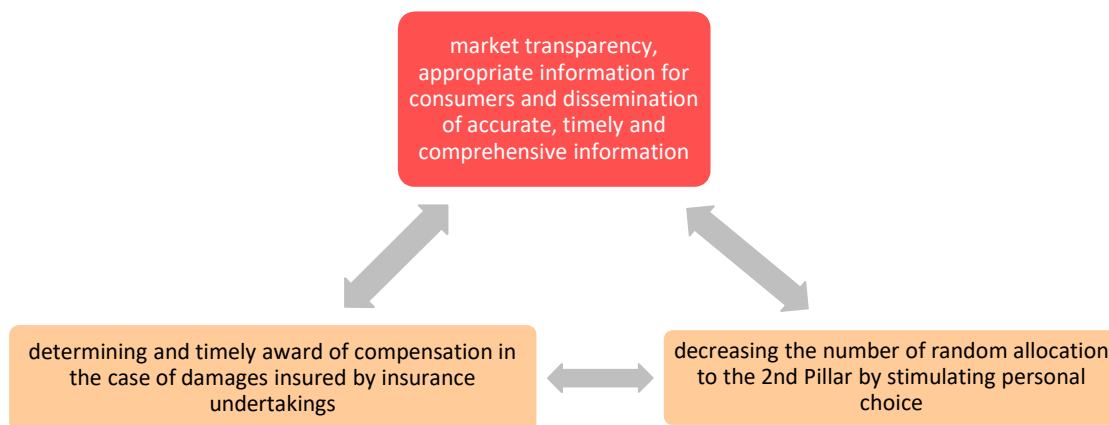 market transparency,
appropriate information for
consumers and dissemination
of accurate, timely and
comprehensive information
determining and timely award of compensation in
the case of damages insured by insurance
undertakings
decreasing the number of random allocation
to the 2nd Pillar by stimulating personal
choice